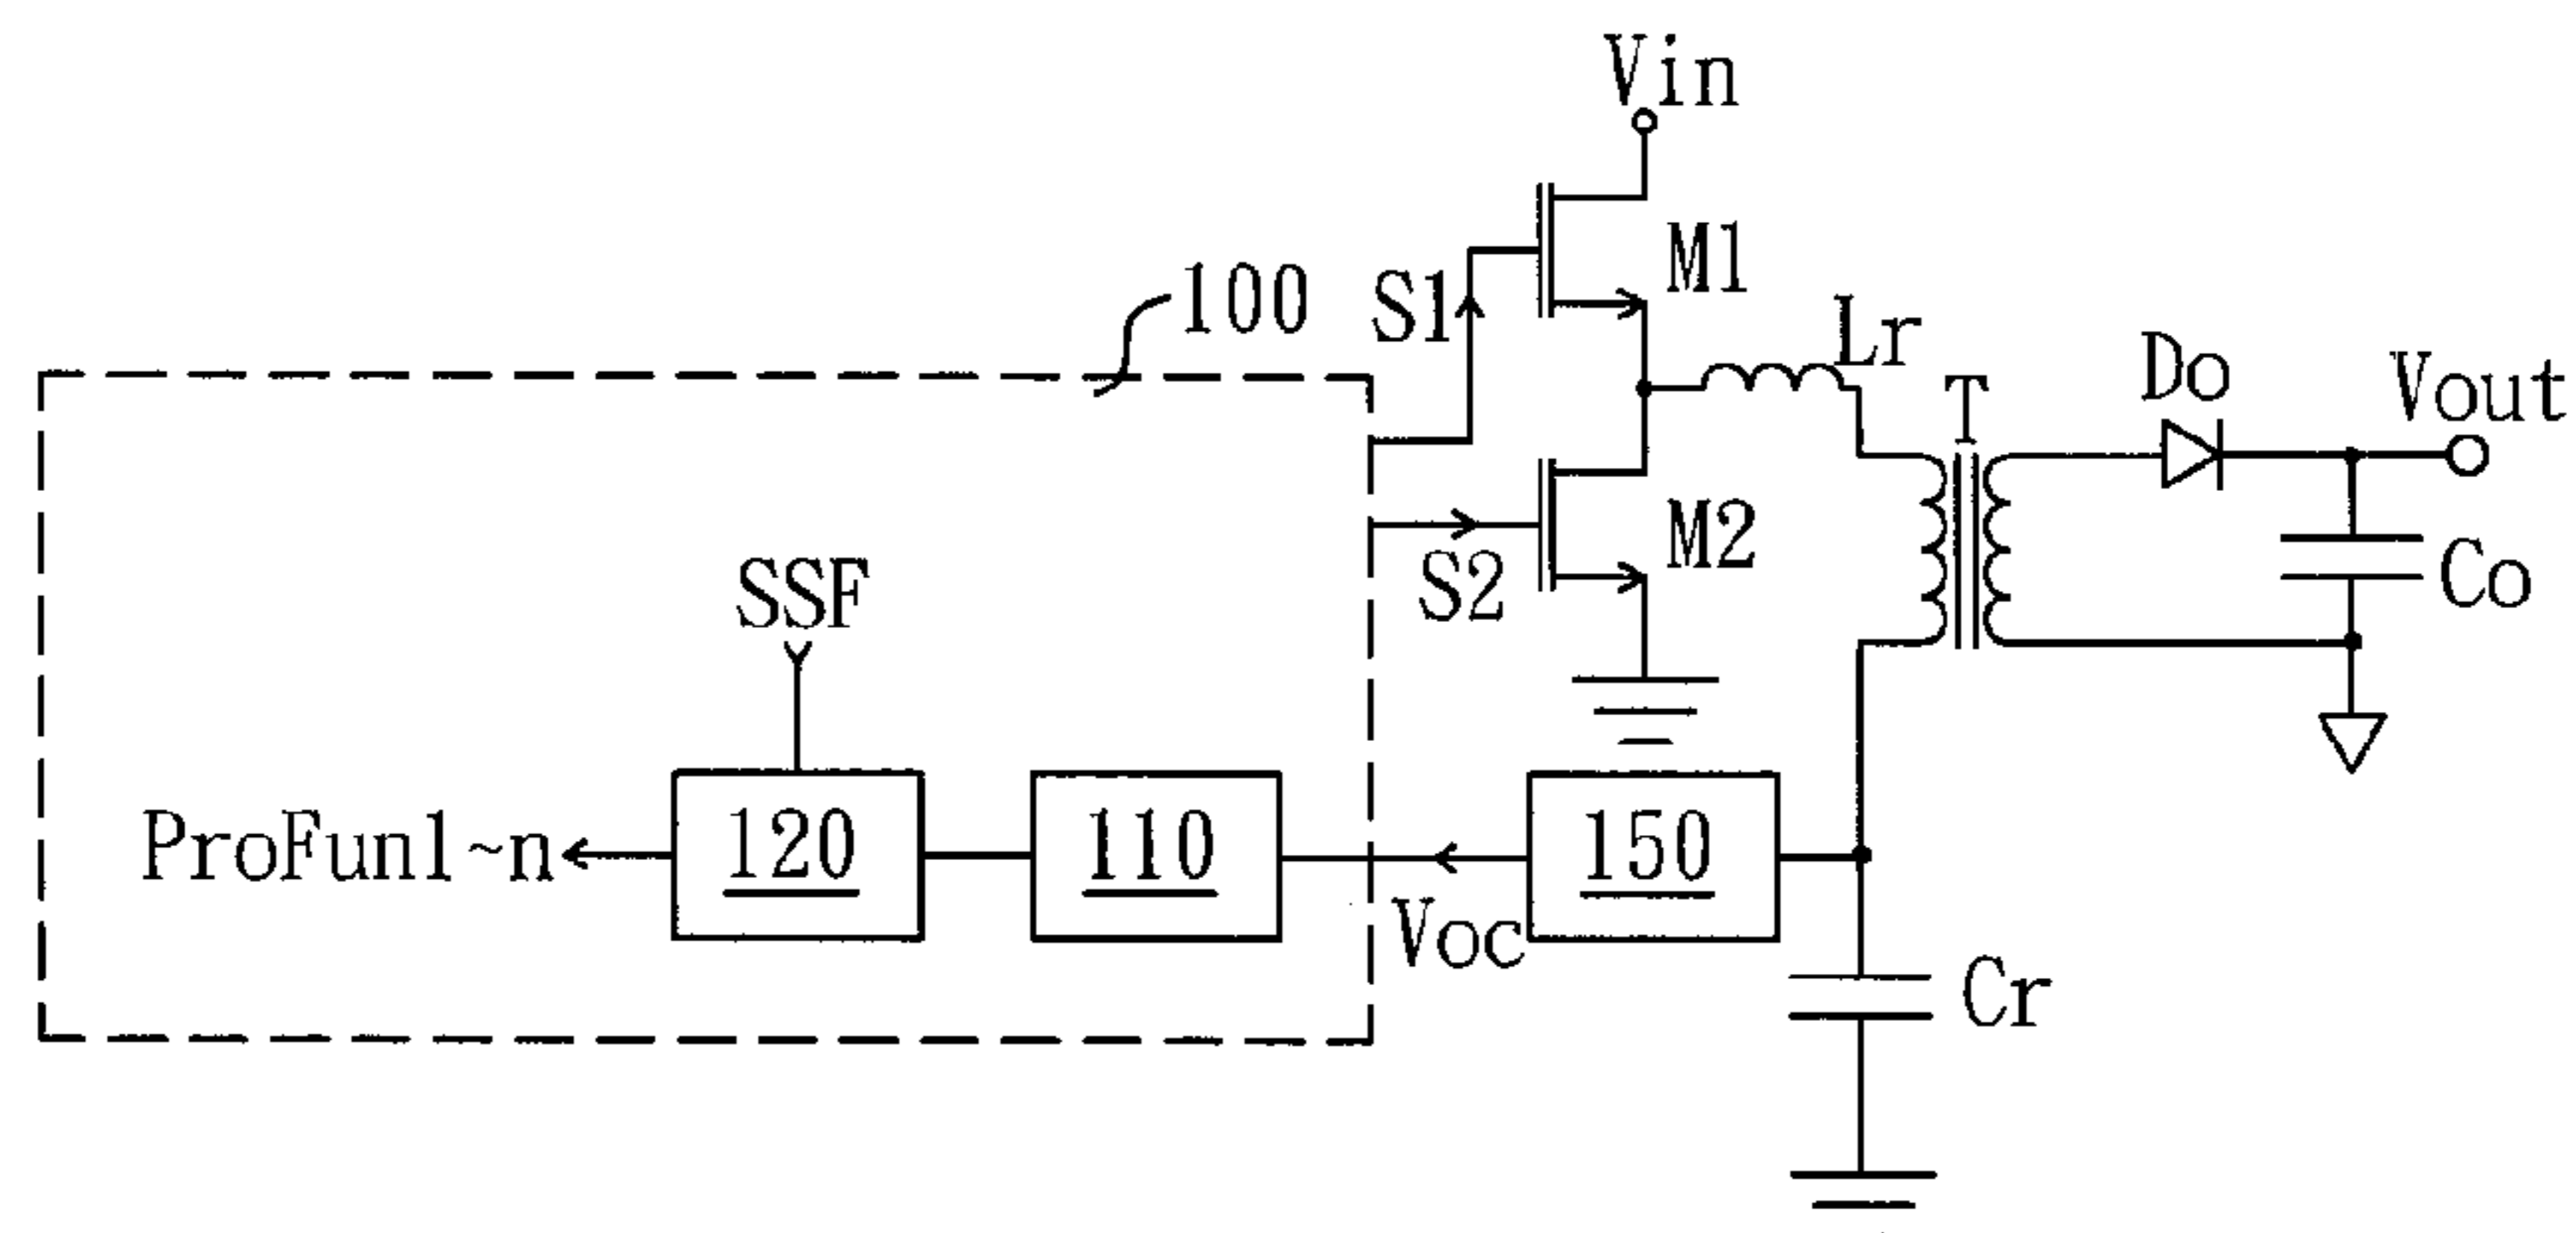 Vin
M1
S1
100
Lr
Do
Vout
T
M2
S2
Co
SSF
ProFun1~n
120
110
150
Voc
Cr